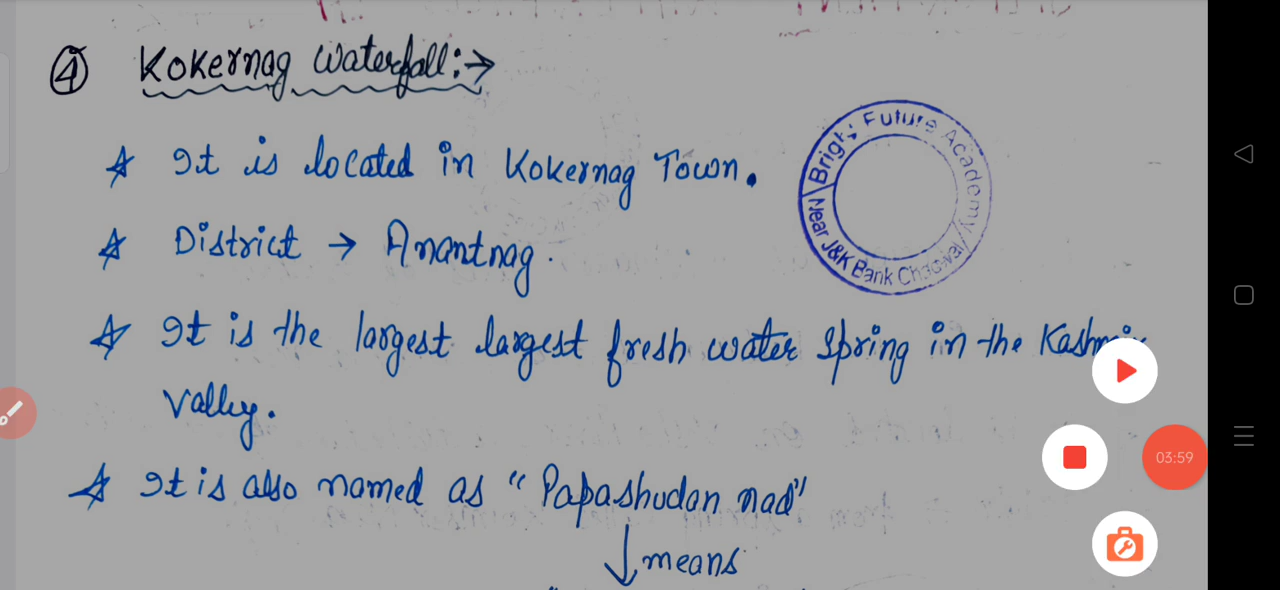 ④ Kokernag Waterfall:→
☆ It is located in Kokernag Town.
Bright Future Academy
Near J&K Bank
☆ District → Anantnag.
☆ It is the largest largest fresh water Spring in the Kashmir
Valley.
03:59
☆ It is also named as "Papashudan nad"
↓ means